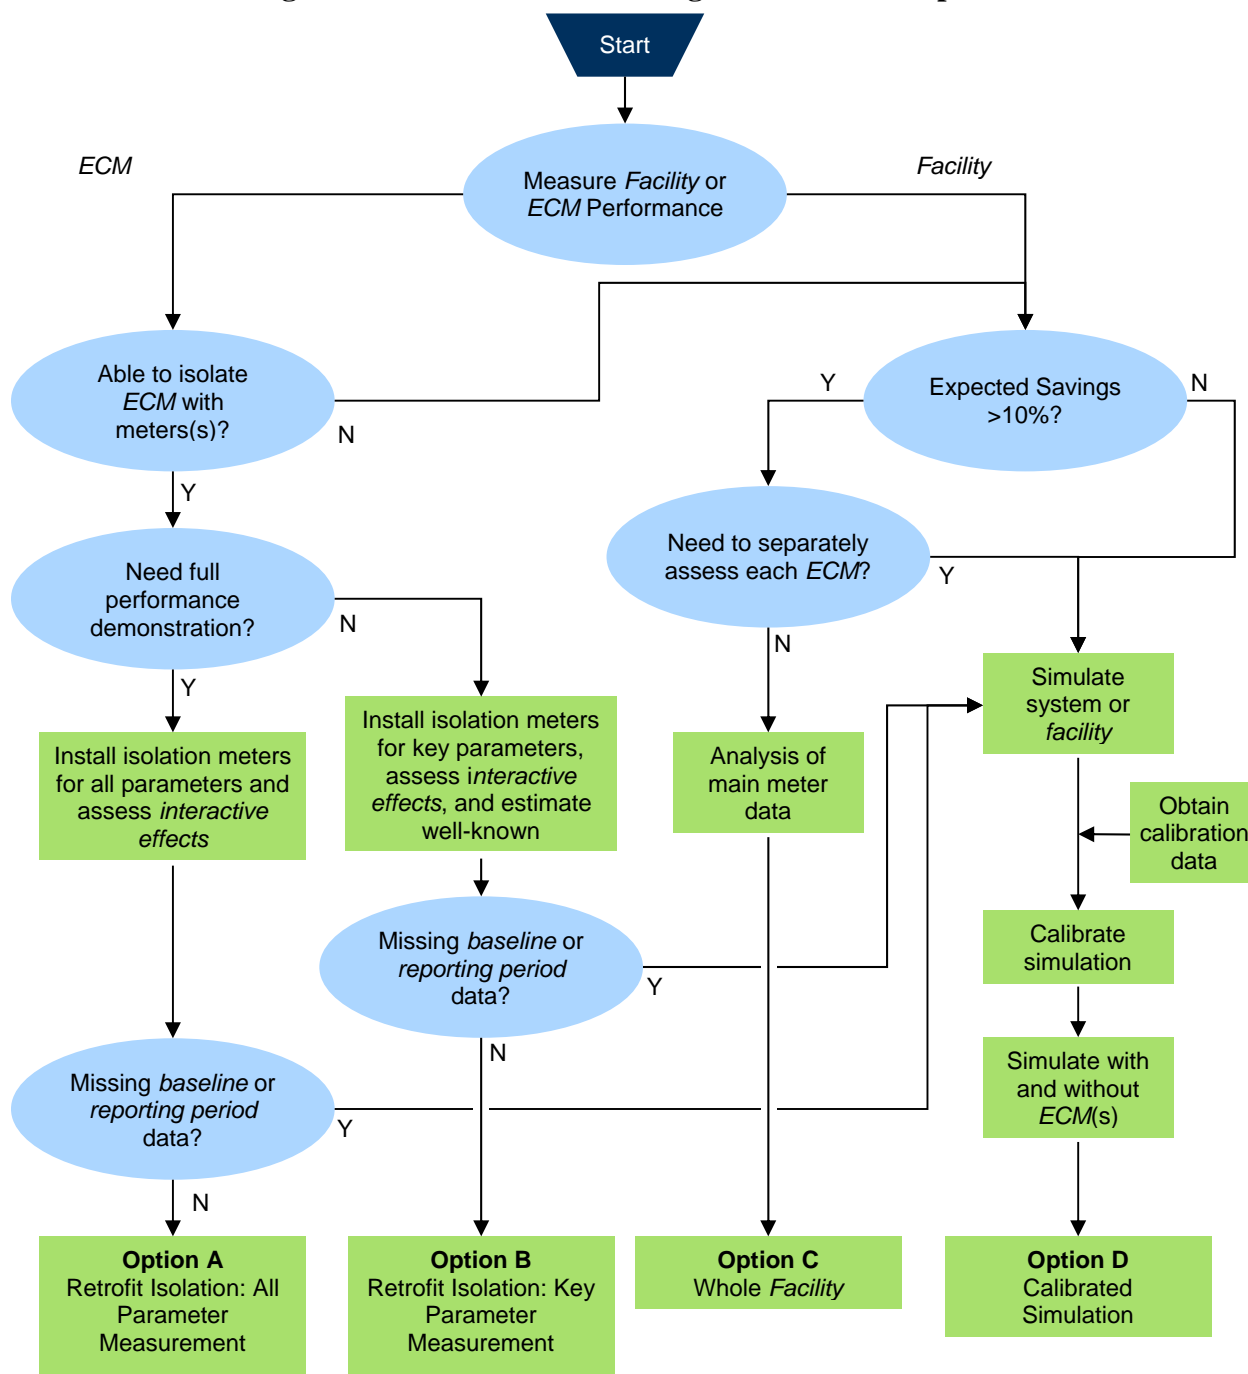 Start
ECM
Facility
Measure Facility or
ECM Performance
Able to isolate
ECM with
meters(s)?
N
Y
Expected Savings
>10%?
Y
N
Need full
performance
demonstration?
N
Y
Need to separately
assess each ECM?
Y
N
Install isolation meters
for all parameters and
assess interactive
effects
Install isolation meters
for key parameters,
assess interactive
effects, and estimate
well-known
Analysis of
main meter
data
Simulate
system or
facility
Obtain
calibration
data
Missing baseline or
reporting period
data?
Y
N
Calibrate
simulation
Missing baseline or
reporting period
data?
Y
N
Simulate with
and without
ECM(s)
Option A
Retrofit Isolation: All
Parameter
Measurement
Option B
Retrofit Isolation: Key
Parameter
Measurement
Option C
Whole Facility
Option D
Calibrated
Simulation